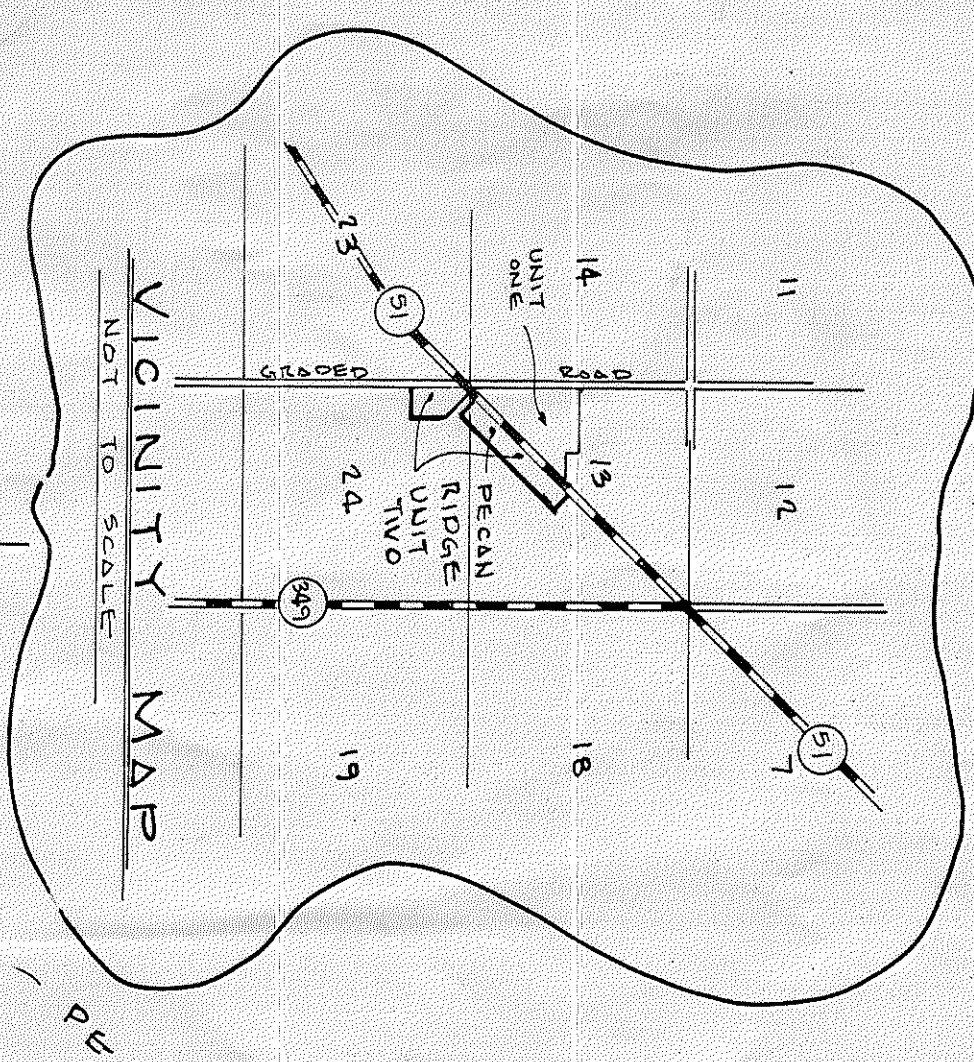 11
12
7
51
14
13
18
UNIT
ONE
GRADED ROAD
51
23
PECAN
RIDGE
UNIT
TWO
24
19
349
VICINITY MAP
NOT TO SCALE
PE